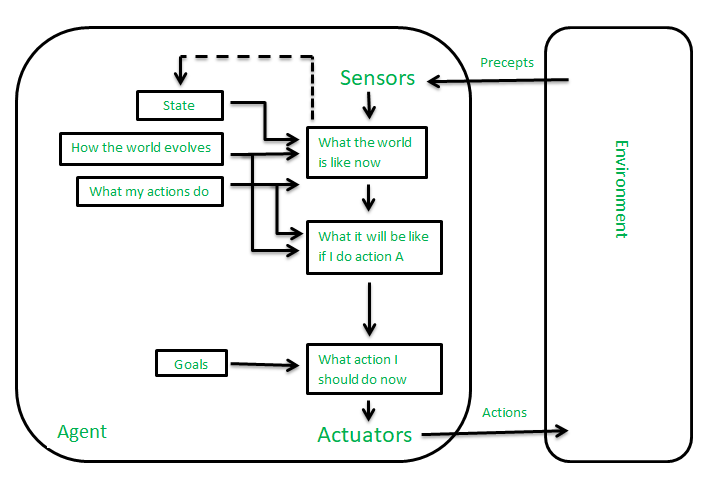 Precepts
Sensors
State
How the world evolves
What the world
is like now
What my actions do
What it will be like
if I do action A
Environment
Goals
What action I
should do now
Agent
Actuators
Actions